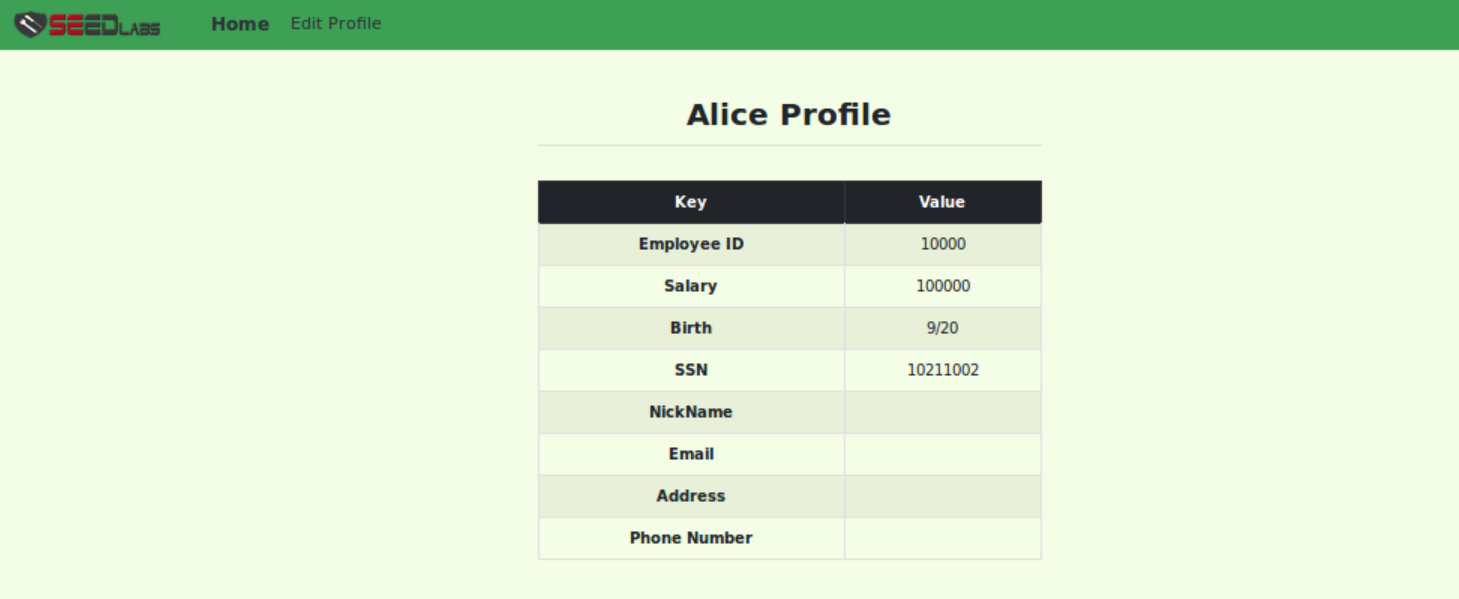 SEEDLABS Home Edit Profile
Alice Profile
Key Value
Employee ID 10000
Salary 100000
Birth 9/20
SSN 10211002
NickName
Email
Address
Phone Number